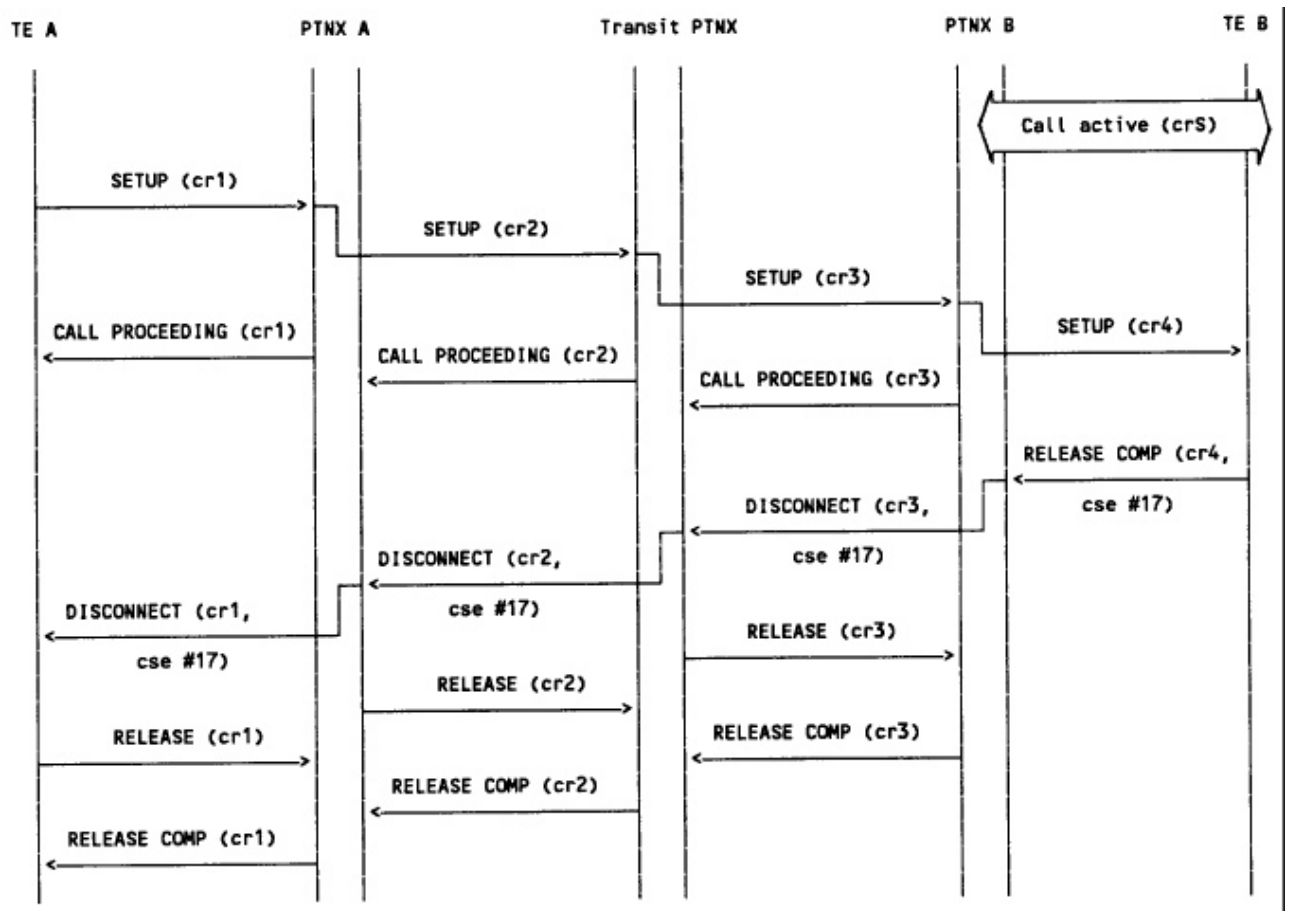 TE A PTNX A Transit PTNX PTNX B TE B
Call active (crS)
SETUP (cr1)
SETUP (cr2)
SETUP (cr3)
SETUP (cr4)
CALL PROCEEDING (cr1)
CALL PROCEEDING (cr2)
CALL PROCEEDING (cr3)
RELEASE COMP (cr4,
cse #17)
DISCONNECT (cr3,
cse #17)
DISCONNECT (cr2,
cse #17)
DISCONNECT (cr1,
cse #17)
RELEASE (cr3)
RELEASE (cr2)
RELEASE (cr1)
RELEASE COMP (cr3)
RELEASE COMP (cr2)
RELEASE COMP (cr1)